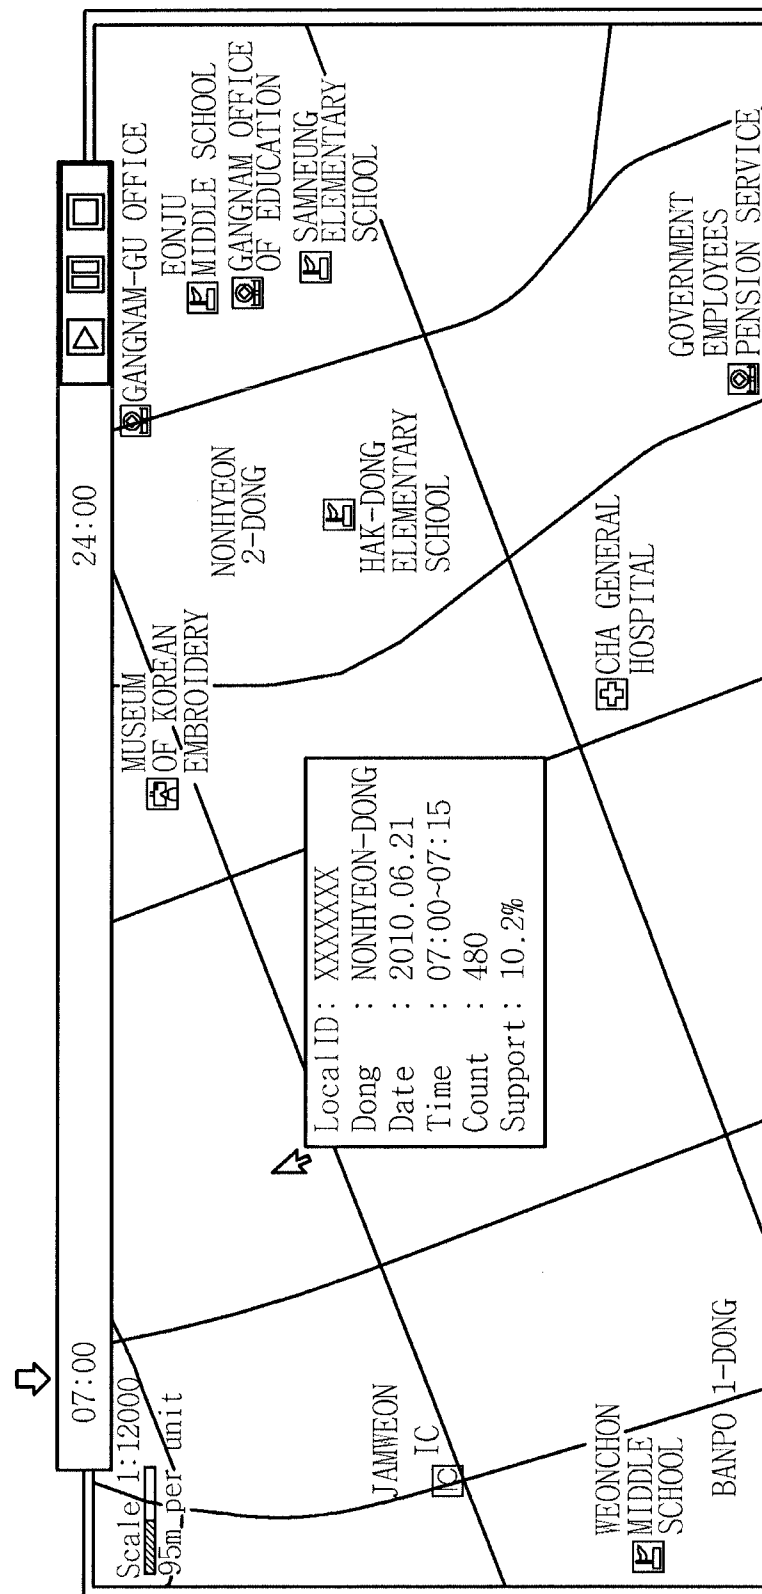 07:00
24:00
Scale 1:12000
95m per unit
MUSEUM
OF KOREAN
EMBROIDERY
GANGNAM-GU OFFICE
EONJU
MIDDLE SCHOOL
GANGNAM OFFICE
OF EDUCATION
NONHYEON
2-DONG
SAMNEUNG
ELEMENTARY
SCHOOL
HAK-DONG
ELEMENTARY
SCHOOL
LocalID: XXXXXXX
Dong : NONHYEON-DONG
Date : 2010.06.21
Time : 07:00~07:15
Count : 480
Support: 10.2%
JAMWEON
IC
IC
WEONCHON
MIDDLE
SCHOOL
CHA GENERAL
HOSPITAL
GOVERNMENT
EMPLOYEES
PENSION SERVICE
BANPO 1-DONG